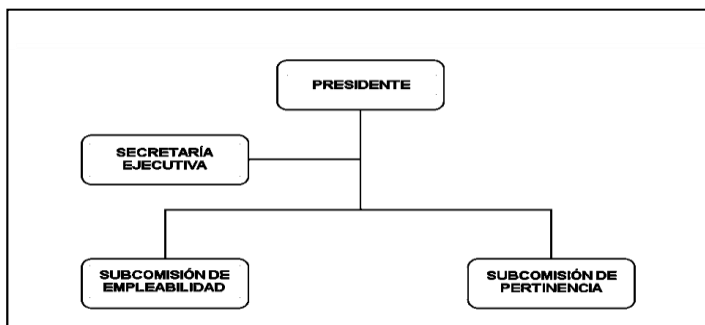 PRESIDENTE
SECRETARÍA
EJECUTIVA
SUBCOMISIÓN DE
EMPLEABILIDAD
SUBCOMISIÓN DE
PERTINENCIA